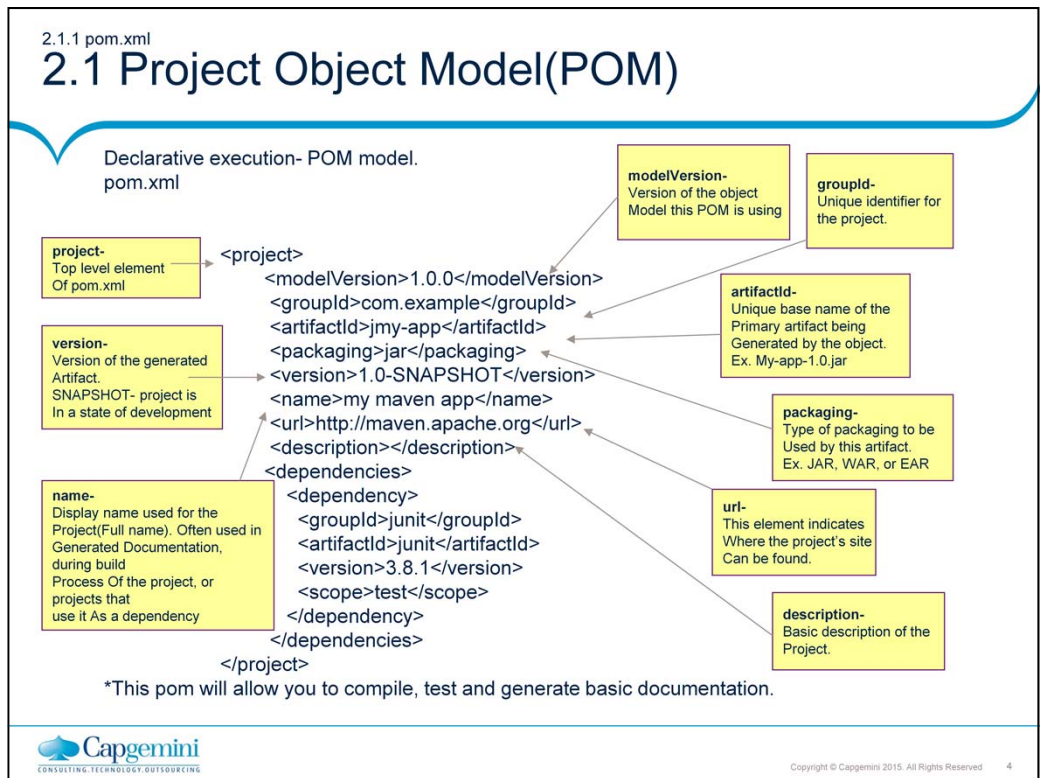 2.1.1 pom.xml
2.1 Project Object Model(POM)
Declarative execution- POM model.
pom.xml
modelVersion-
Version of the object
Model this POM is using
groupId-
Unique identifier for
the project.
project-
Top level element
Of pom.xml
<project>
<modelVersion>1.0.0</modelVersion>
<groupId>com.example</groupId>
<artifactId>jmy-app</artifactId>
<packaging>jar</packaging>
<version>1.0-SNAPSHOT</version>
<name>my maven app</name>
<url>http://maven.apache.org</url>
<description></description>
<dependencies>
<dependency>
<groupId>junit</groupId>
<artifactId>junit</artifactId>
<version>3.8.1</version>
<scope>test</scope>
</dependency>
</dependencies>
</project>
artifactId-
Unique base name of the
Primary artifact being
Generated by the object.
Ex. My-app-1.0.jar
version-
Version of the generated
Artifact.
SNAPSHOT- project is
In a state of development
packaging-
Type of packaging to be
Used by this artifact.
Ex. JAR, WAR, or EAR
name-
Display name used for the
Project(Full name). Often used in
Generated Documentation,
during build
Process Of the project, or
projects that
use it As a dependency
url-
This element indicates
Where the project's site
Can be found.
description-
Basic description of the
Project.
*This pom will allow you to compile, test and generate basic documentation.
Capgemini
CONSULTING.TECHNOLOGY.OUTSOURCING
Copyright © Capgemini 2015. All Rights Reserved 4